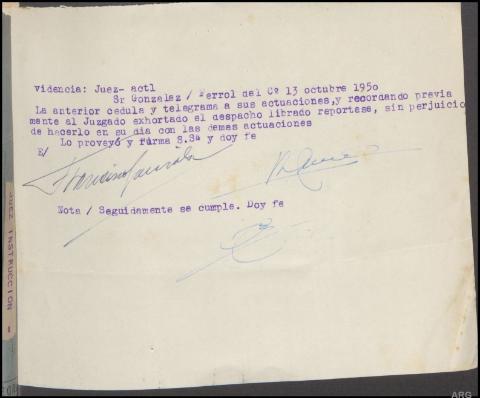 videncia: Juez- actl
Sr Gonzalez / Ferrol del Cº 13 octubre 1950
La anterior cedula y telegrama a sus actuaciones,y recordando previa
mente al Juzgado exhortado el despacho librado reportese, sin perjuicio
de hacerlo en su dia con las demas actuaciones
Lo proveyó y firma S.Sª y doy fe
E/
Nota / Seguidamente se cumple. Doy fe
JUEZ INSTRUCCION -
ARG